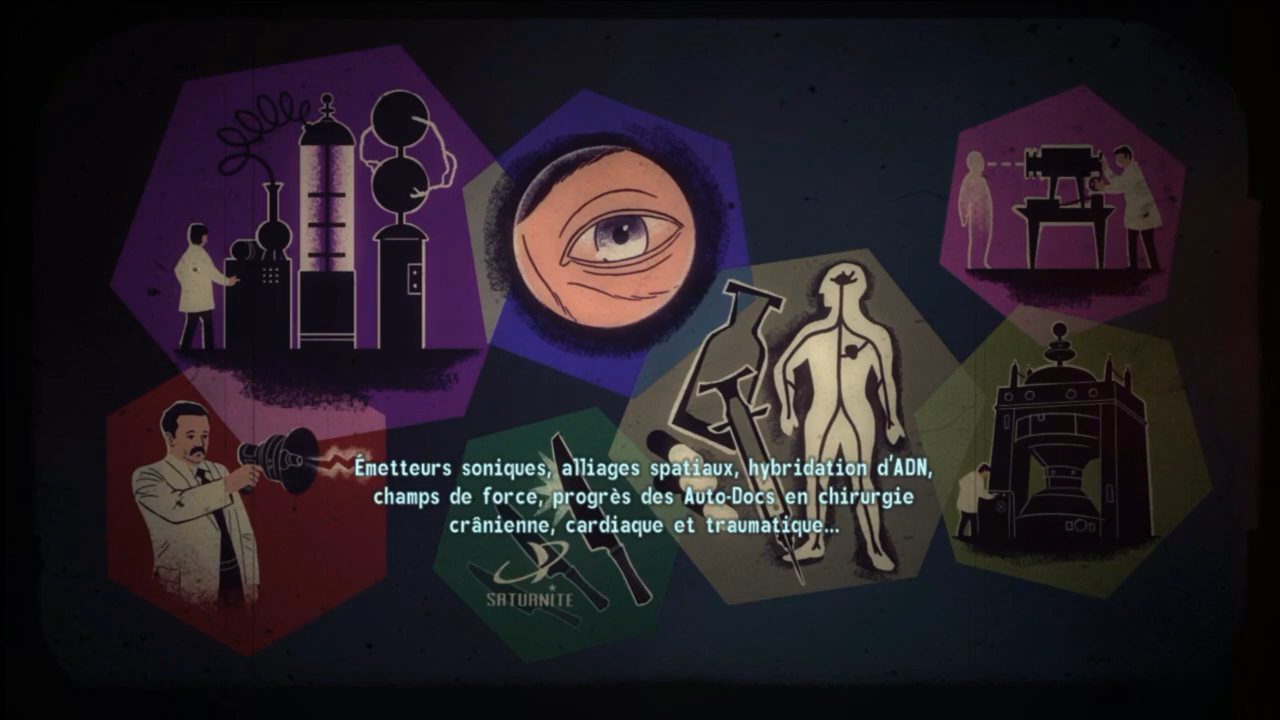 Émetteurs soniques, alliages spatiaux, hybridation d'ADN,
champs de force, progrès des Auto-Docs en chirurgie
crânienne, cardiaque et traumatique...
SATURNITE